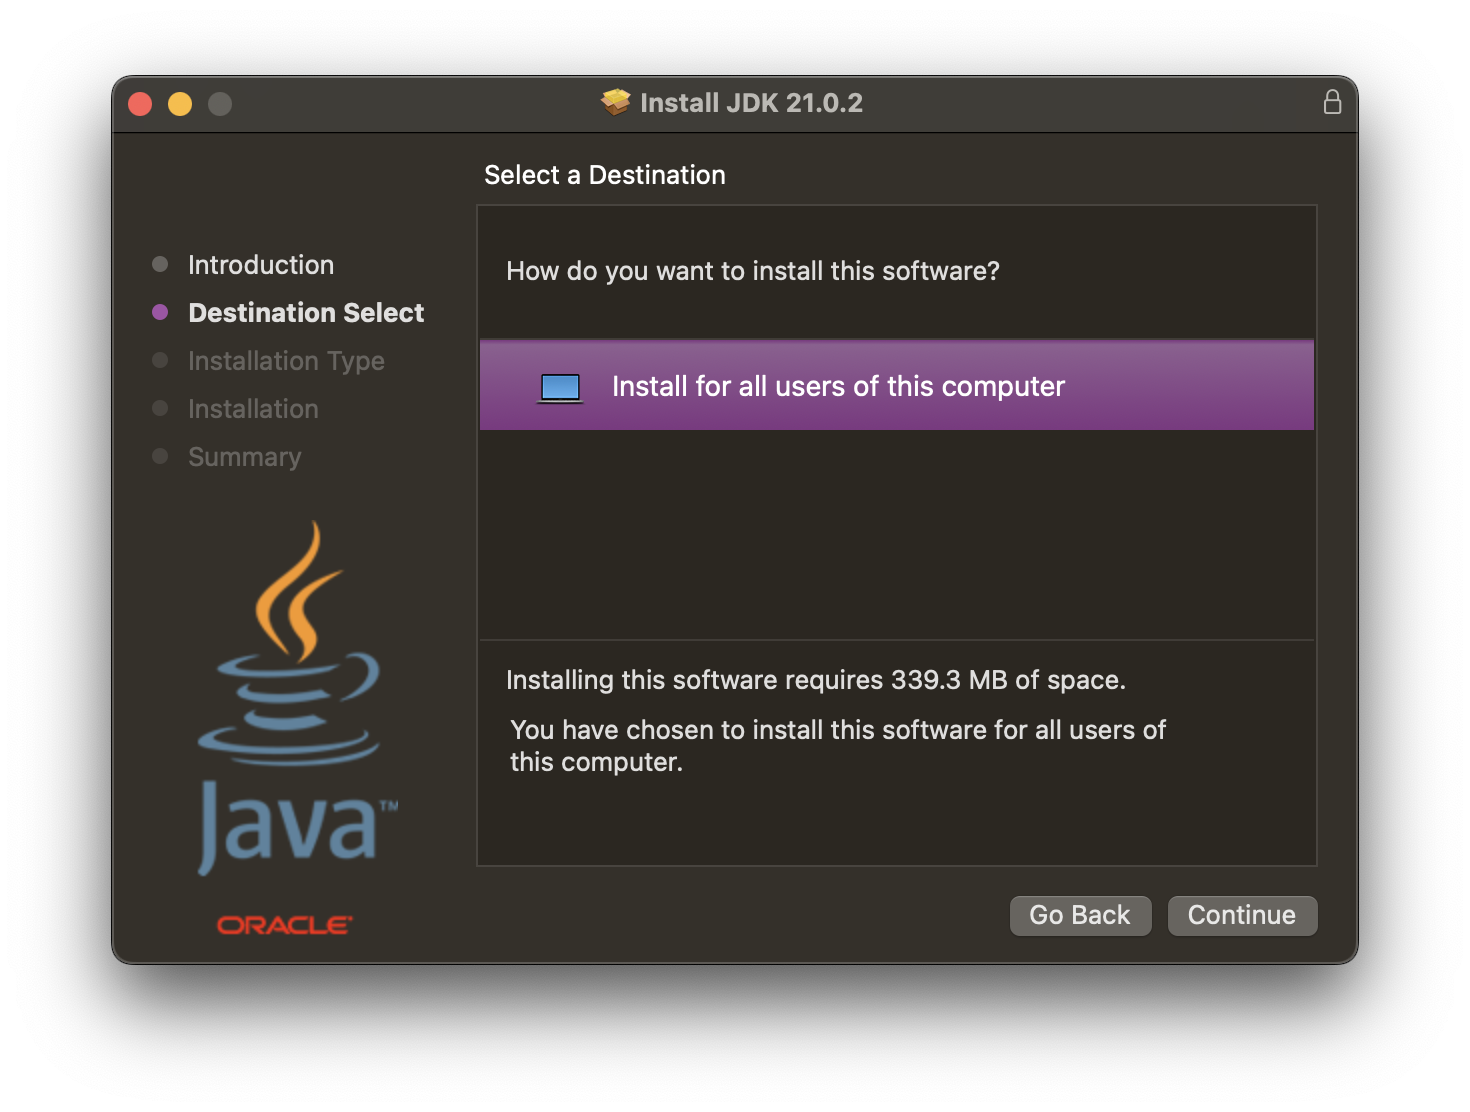 Install JDK 21.0.2
Select a Destination
Introduction
Destination Select
Installation Type
Installation
Summary
How do you want to install this software?
Install for all users of this computer
Installing this software requires 339.3 MB of space.
You have chosen to install this software for all users of
this computer.
Java™
ORACLE
Go Back
Continue